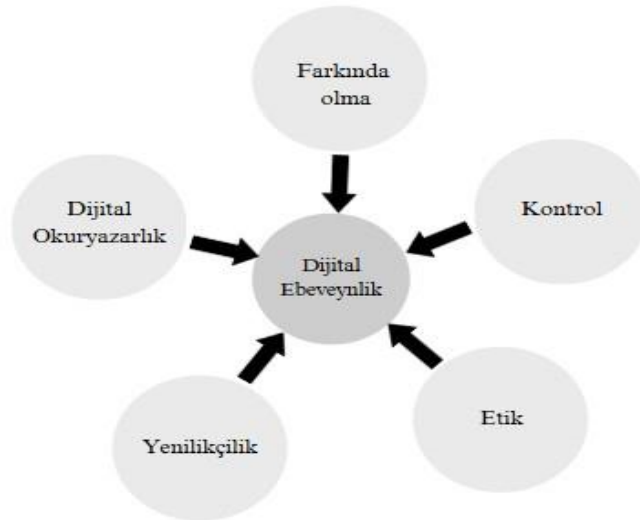 Farkında
olma
Dijital
Okuryazarlık
Kontrol
Dijital
Ebeveynlik
Yenilikçilik
Etik